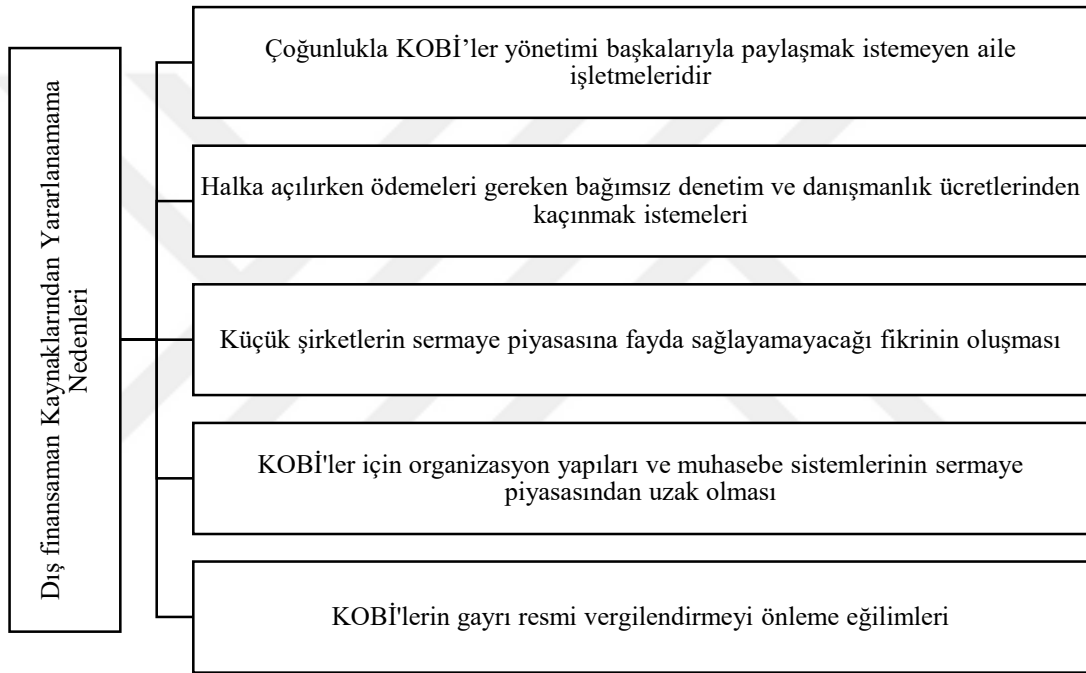 Dış finansaman Kaynaklarından Yararlanamama
Nedenleri
Çoğunlukla KOBİ’ler yönetimi başkalarıyla paylaşmak istemeyen aile
işletmeleridir
Halka açılırken ödemeleri gereken bağımsız denetim ve danışmanlık ücretlerinden
kaçınmak istemeleri
Küçük şirketlerin sermaye piyasasına fayda sağlayamayacağı fikrinin oluşması
KOBİ'ler için organizasyon yapıları ve muhasebe sistemlerinin sermaye
piyasasından uzak olması
KOBİ'lerin gayrı resmi vergilendirmeyi önleme eğilimleri